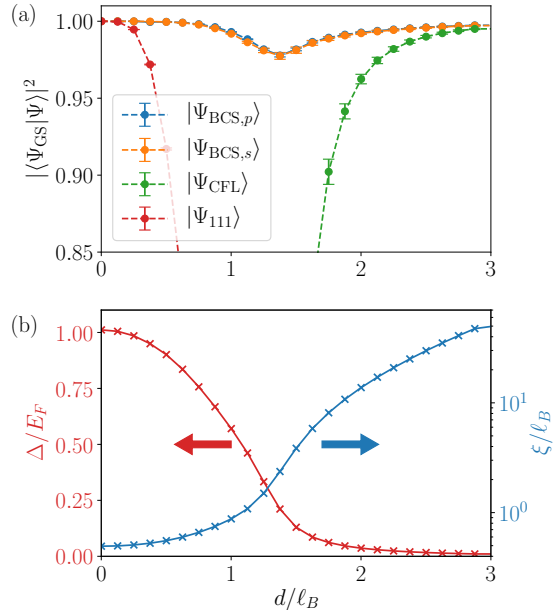 (a)
1.00
0.95
0.90
0.85
|⟨Ψ_GS|Ψ⟩|²
|Ψ_BCS,p⟩
|Ψ_BCS,s⟩
|Ψ_CFL⟩
|Ψ_111⟩
0 1 2 3
(b)
1.00
0.75
0.50
0.25
0.00
Δ/E_F
10¹
10⁰
ξ/ℓ_B
0 1 2 3
d/ℓ_B